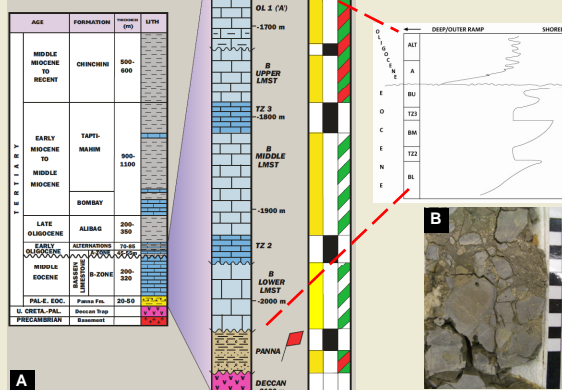 AGE FORMATION THICKNESS (m) LITH
MIDDLE
MIOCENE
TO
RECENT
CHINCHINI
500-
600
TERTIARY
EARLY
MIOCENE
TO
MIDDLE
MIOCENE
TAPTI-
MAHIM
900-
1100
BOMBAY
LATE
OLIGOCENE
ALIBAG
200-
350
EARLY
OLIGOCENE
ALTERNATIONS
MIDDLE
EOCENE
BASSEIN
LIMESTONE
B-ZONE
200-
320
PAL-E. EOC. Panna Fm. 20-50
U. CRETA.-PAL. Deccan Trap
PRECAMBRIAN Basement
A
OL 1 ('A')
-1700 m
B
UPPER
LMST
TZ 3
-1800 m
B
MIDDLE
LMST
-1900 m
TZ 2
B
LOWER
LMST
-2000 m
PANNA
DECCAN
DEEP/OUTER RAMP
OLIGOCENE
ALT
A
EOCENE
BU
TZ3
BM
TZ2
BL
B